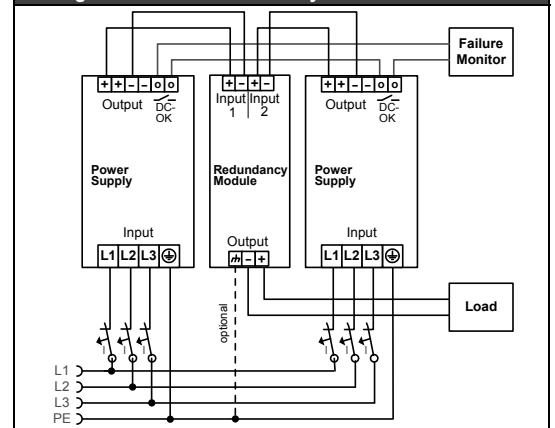 Failure
Monitor
+ + – – o o
Output
DC-
OK
Power
Supply
Input
L1 L2 L3
+ – + –
Input Input
1 2
Redundancy
Module
Output
– +
optional
+ + – – o o
Output
DC-
OK
Power
Supply
Input
L1 L2 L3
Load
I
I
I
I
I
I
L1
L2
L3
PE